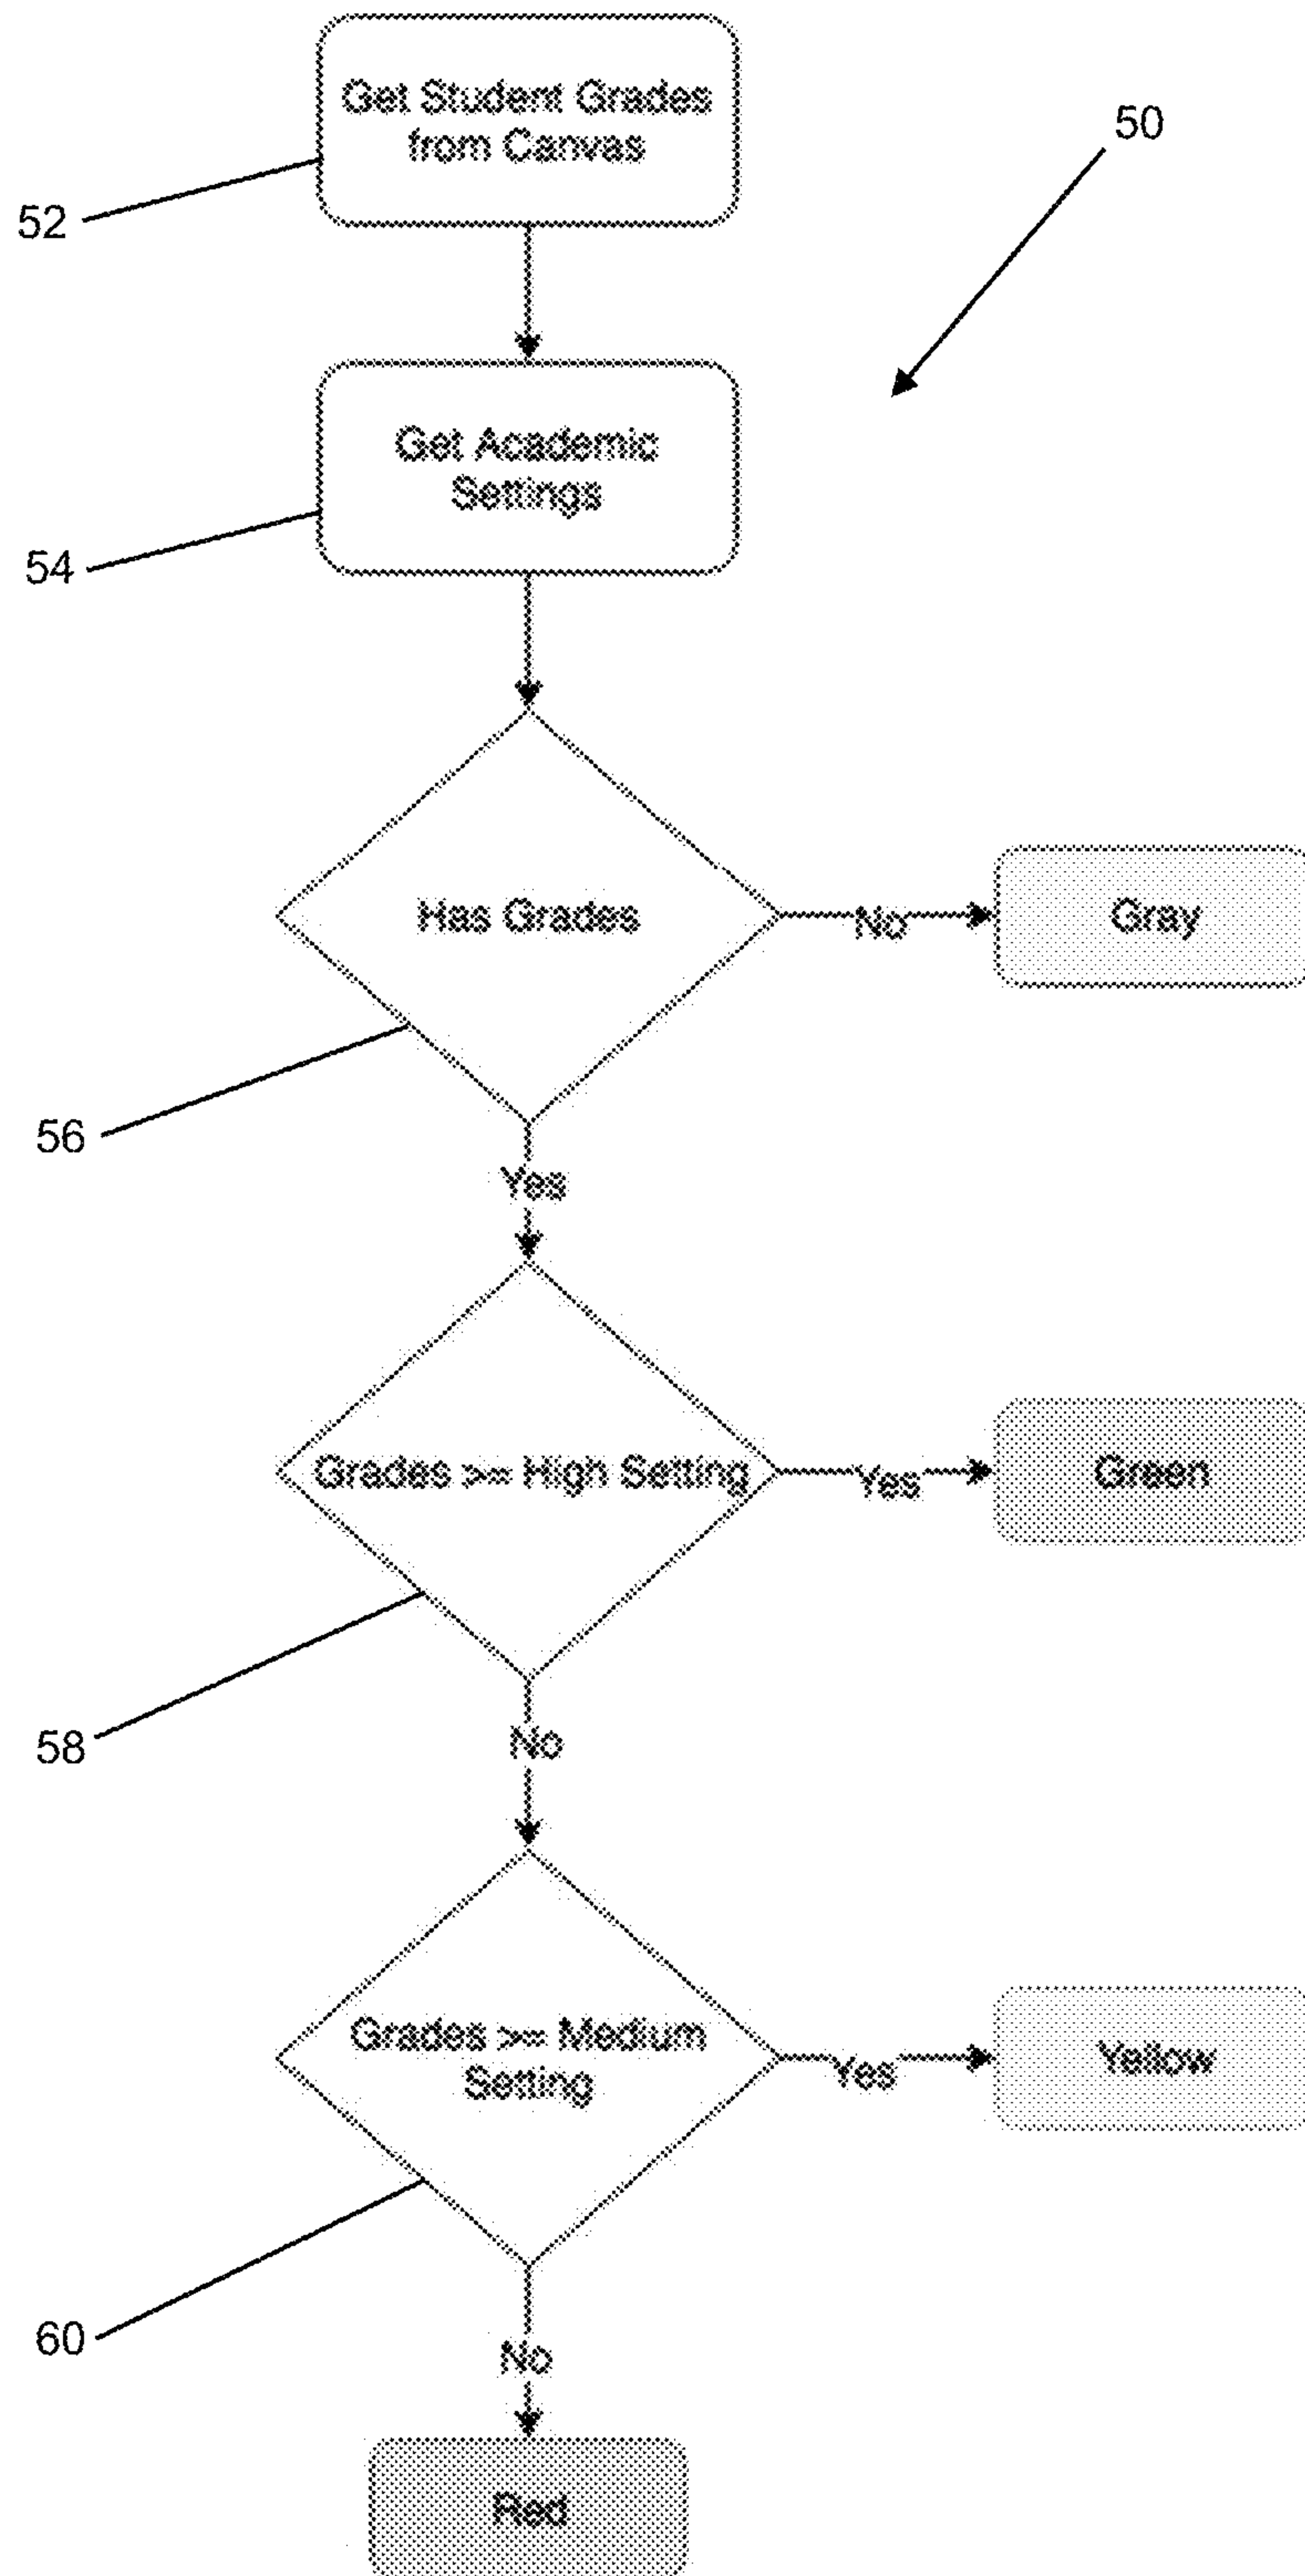 Get Student Grades
from Canvas
50
52
Get Academic
Settings
54
Has Grades
No
Gray
56
Yes
Grades >= High Setting
Yes
Green
58
No
Grades >= Medium
Setting
Yes
Yellow
60
No
Red